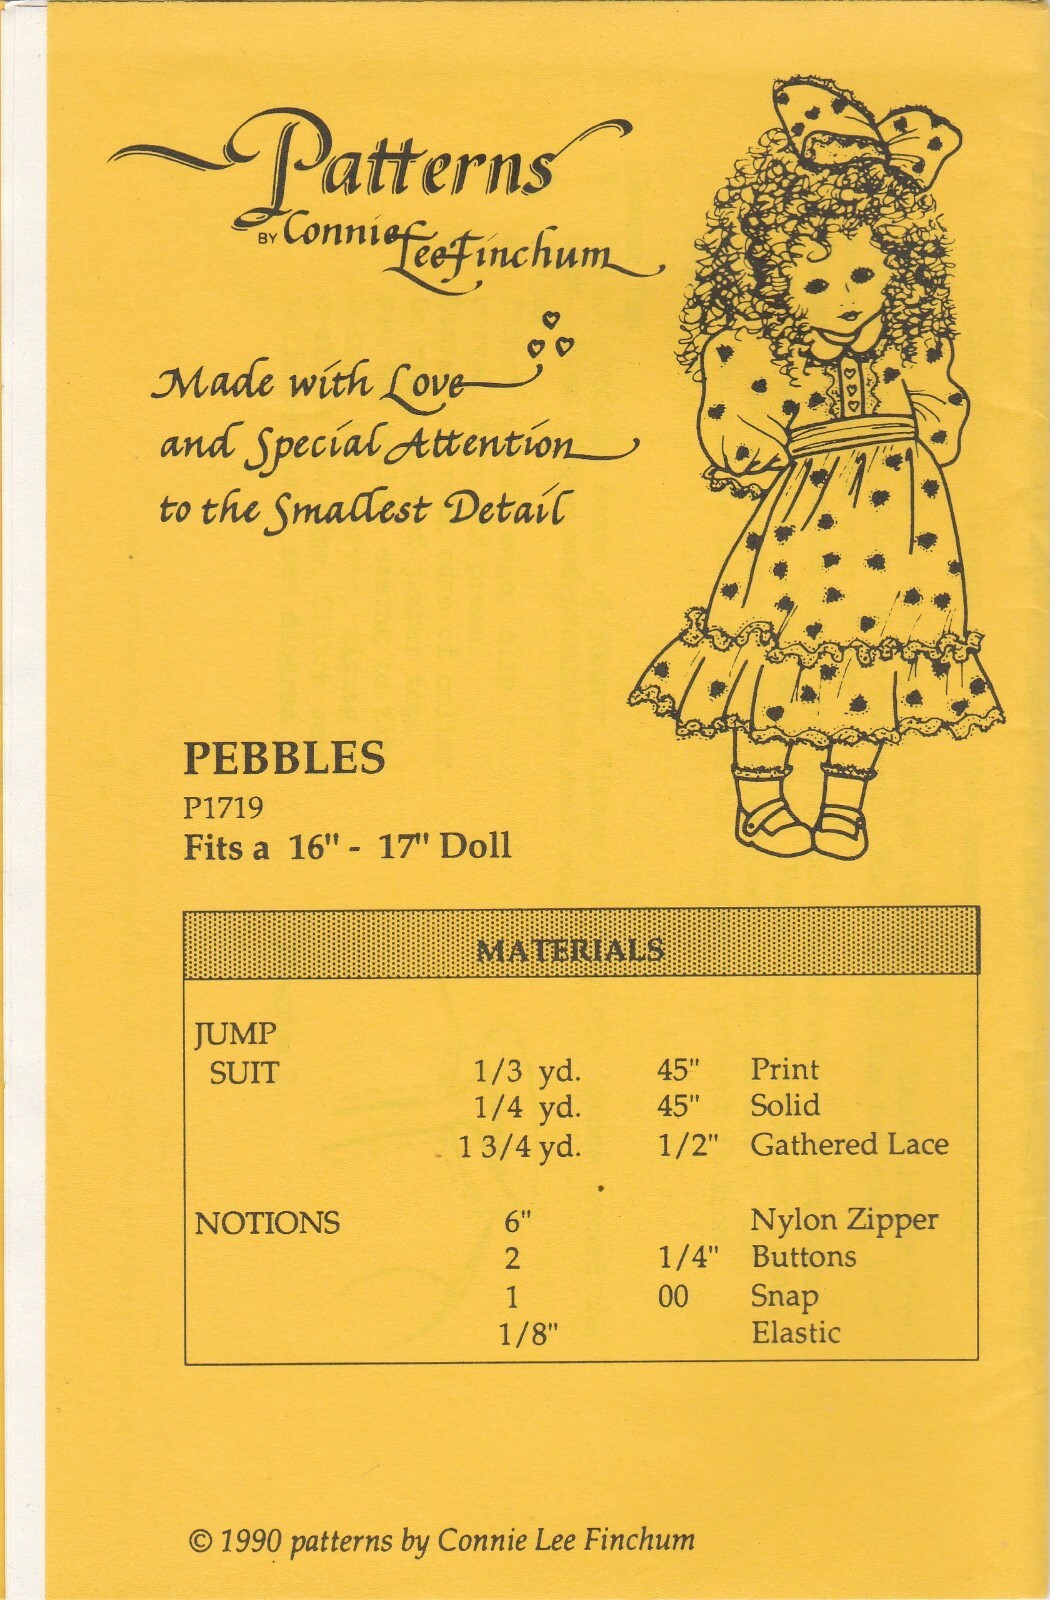 Patterns
BY Connie Lee Finchum
Made with Love
and Special Attention
to the Smallest Detail
PEBBLES
P1719
Fits a 16" - 17" Doll
MATERIALS
JUMP
SUIT 1/3 yd. 45" Print
1/4 yd. 45" Solid
1 3/4 yd. 1/2" Gathered Lace
NOTIONS 6" Nylon Zipper
2 1/4" Buttons
1 00 Snap
1/8" Elastic
© 1990 patterns by Connie Lee Finchum